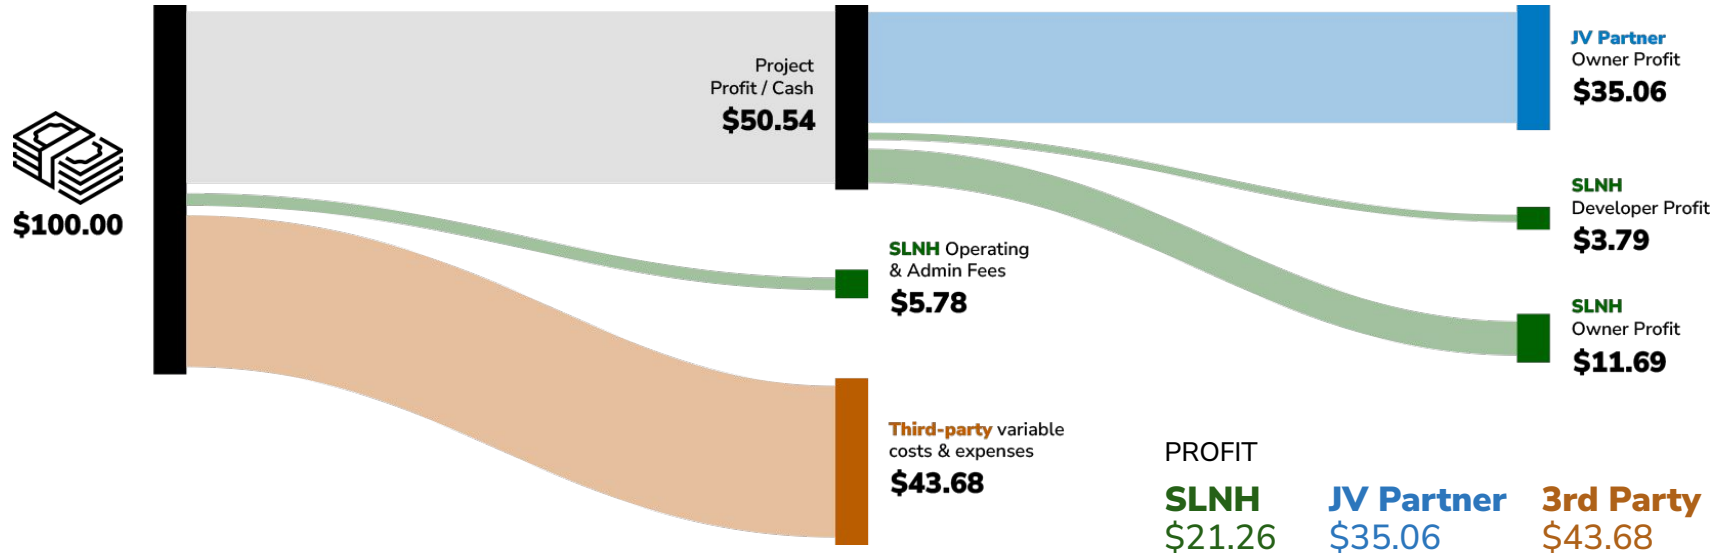 $100.00
Project
Profit / Cash
$50.54
SLNH Operating
& Admin Fees
$5.78
Third-party variable
costs & expenses
$43.68
JV Partner
Owner Profit
$35.06
SLNH
Developer Profit
$3.79
SLNH
Owner Profit
$11.69
PROFIT
SLNH JV Partner 3rd Party
$21.26 $35.06 $43.68